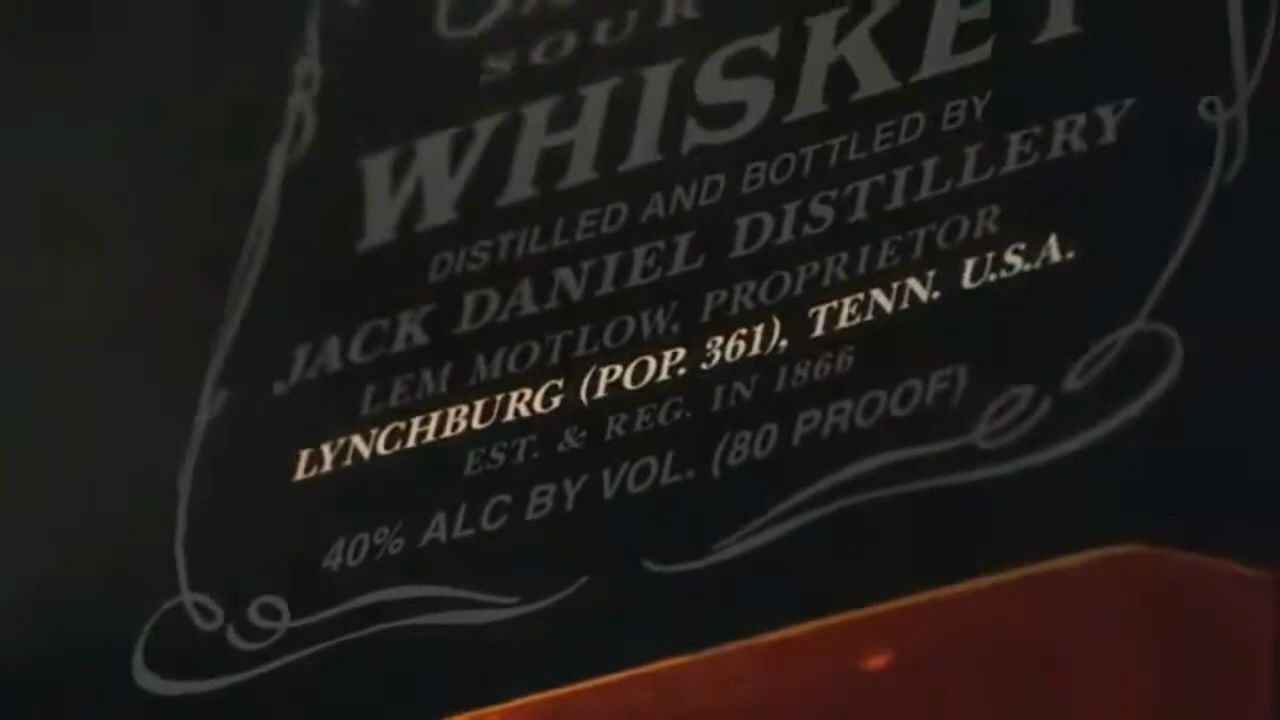 SOUR
WHISKEY
DISTILLED AND BOTTLED BY
JACK DANIEL DISTILLERY
LEM MOTLOW, PROPRIETOR
LYNCHBURG (POP. 361), TENN. U.S.A.
EST. & REG. IN 1866
40% ALC BY VOL. (80 PROOF)